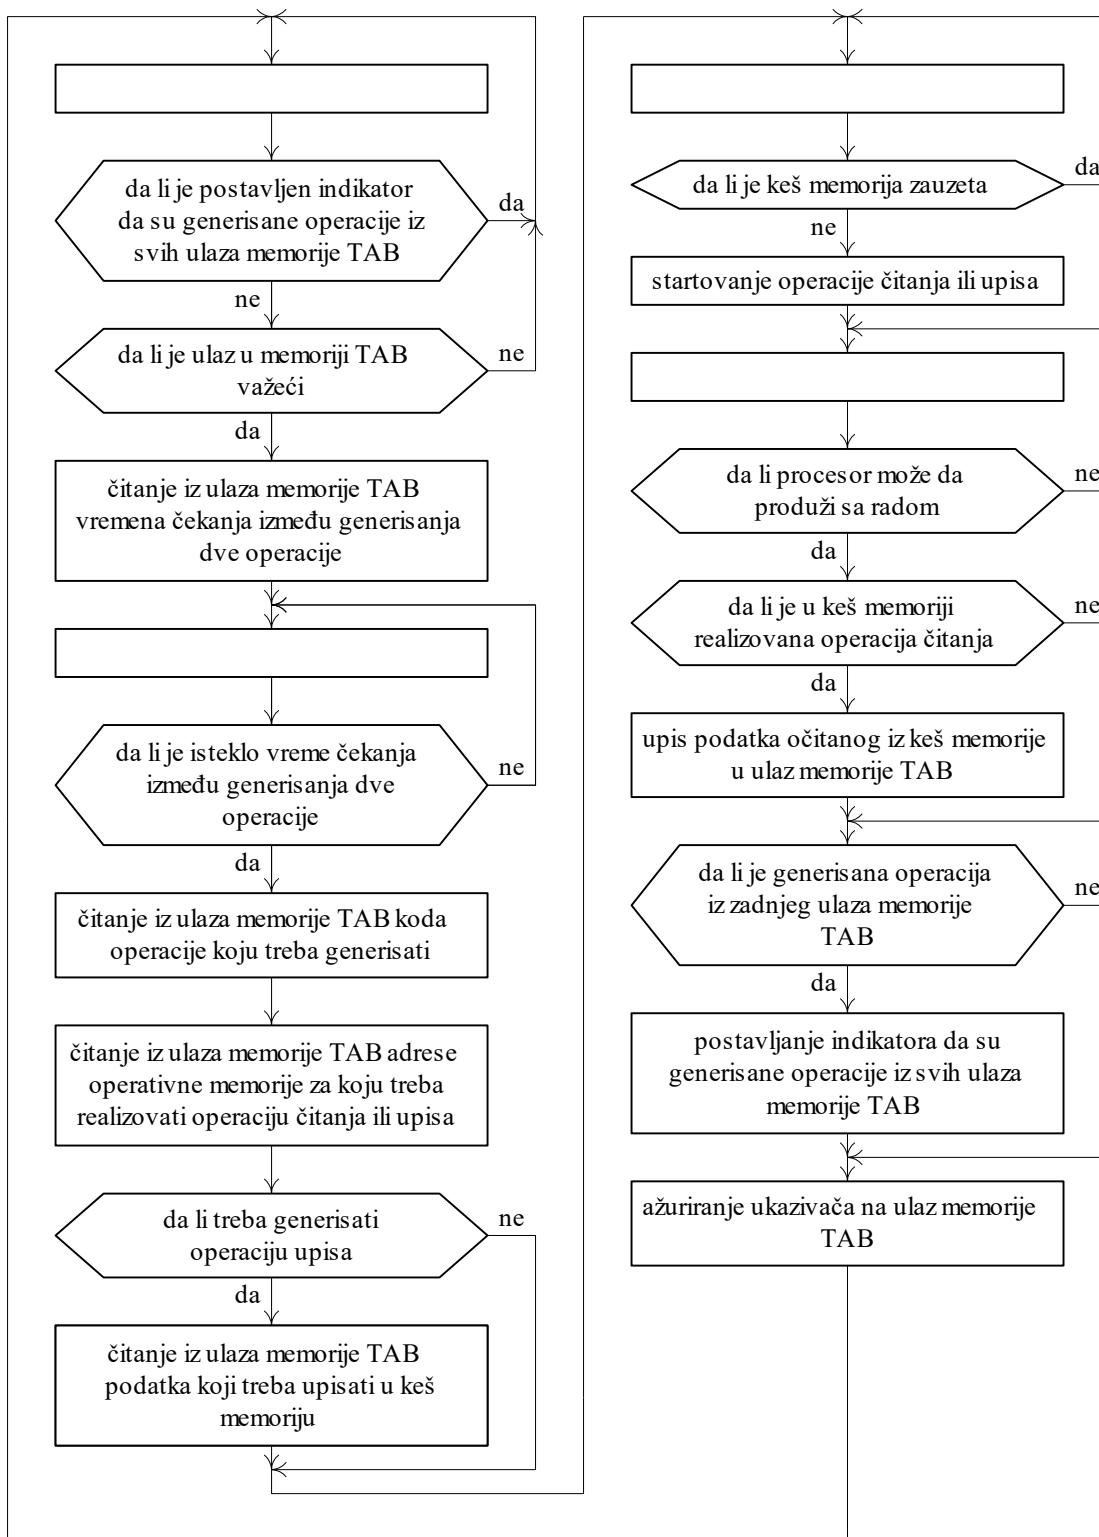 da li je postavljen indikator
da su generisane operacije iz
svih ulaza memorije TAB
da
ne
da li je ulaz u memoriji TAB
važeći
ne
da
čitanje iz ulaza memorije TAB
vremena čekanja između generisanja
dve operacije
da li je isteklo vreme čekanja
između generisanja dve
operacije
ne
da
čitanje iz ulaza memorije TAB koda
operacije koju treba generisati
čitanje iz ulaza memorije TAB adrese
operativne memorije za koju treba
realizovati operaciju čitanja ili upisa
da li treba generisati
operaciju upisa
ne
da
čitanje iz ulaza memorije TAB
podatka koji treba upisati u keš
memoriju
da li je keš memorija zauzeta
da
ne
startovanje operacije čitanja ili upisa
da li procesor može da
produži sa radom
ne
da
da li je u keš memoriji
realizovana operacija čitanja
ne
da
upis podatka očitanog iz keš memorije
u ulaz memorije TAB
da li je generisana operacija
iz zadnjeg ulaza memorije
TAB
ne
da
postavljanje indikatora da su
generisane operacije iz svih ulaza
memorije TAB
ažuriranje ukazivača na ulaz memorije
TAB